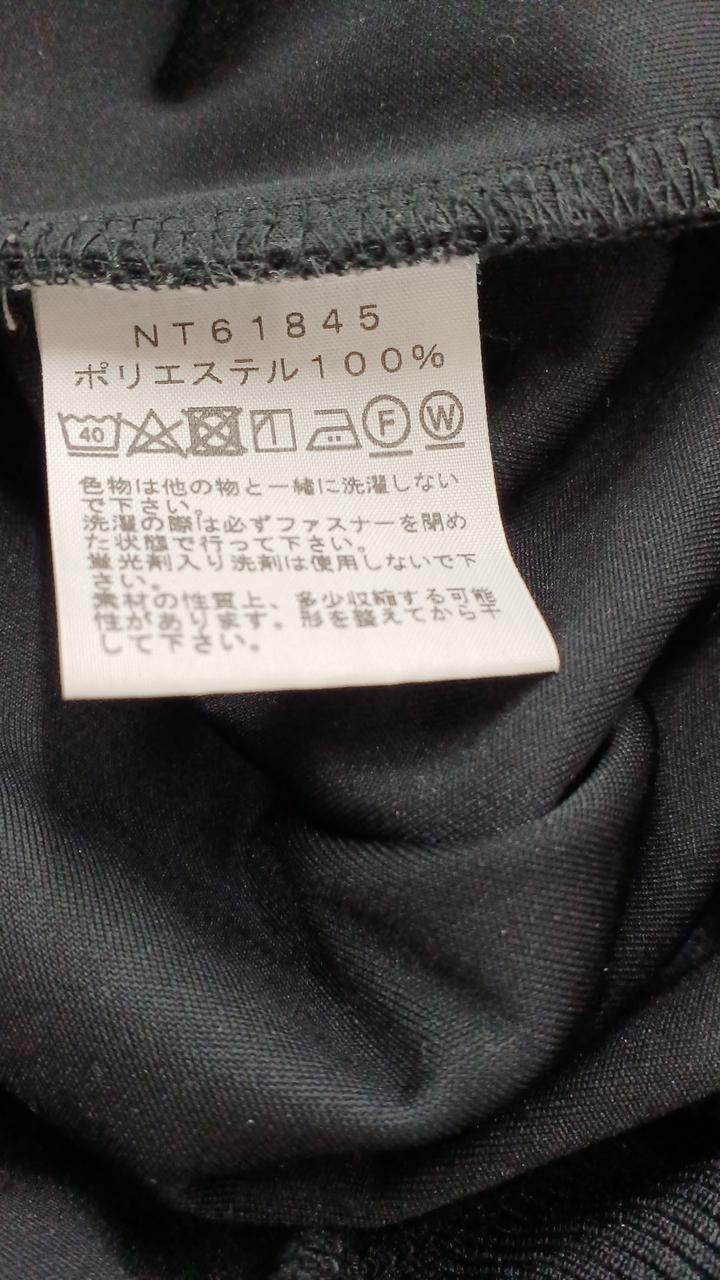 NT61845
ポリエステル100%
40 F W
色物は他の物と一緒に洗濯しない
で下さい。
洗濯の際は必ずファスナーを閉め
た状態で行って下さい。
蛍光剤入り洗剤は使用しないで下
さい。
素材の性質上、多少収縮する可能
性があります。形を整えてから干
して下さい。